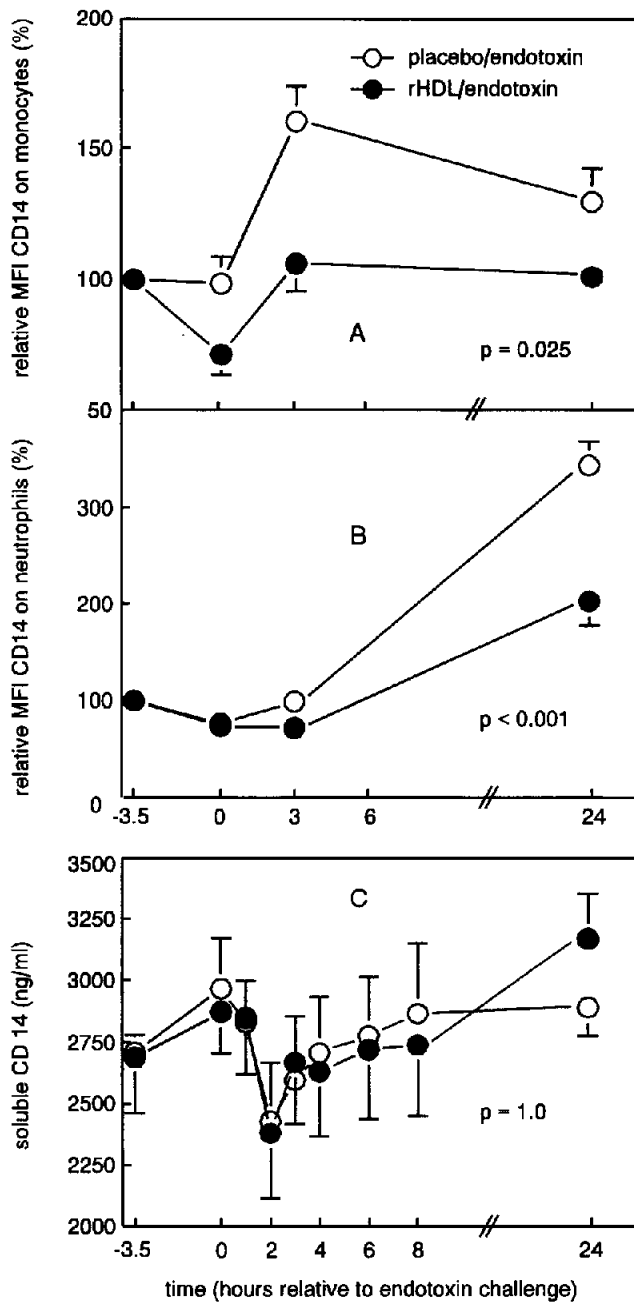 relative MFI CD14 on monocytes (%)
200
150
100
50
placebo/endotoxin
rHDL/endotoxin
A
p = 0.025
relative MFI CD14 on neutrophils (%)
300
200
100
0
B
p < 0.001
-3.5 0 3 6 24
soluble CD 14 (ng/ml)
3500
3250
3000
2750
2500
2250
2000
C
p = 1.0
-3.5 0 2 4 6 8 24
time (hours relative to endotoxin challenge)